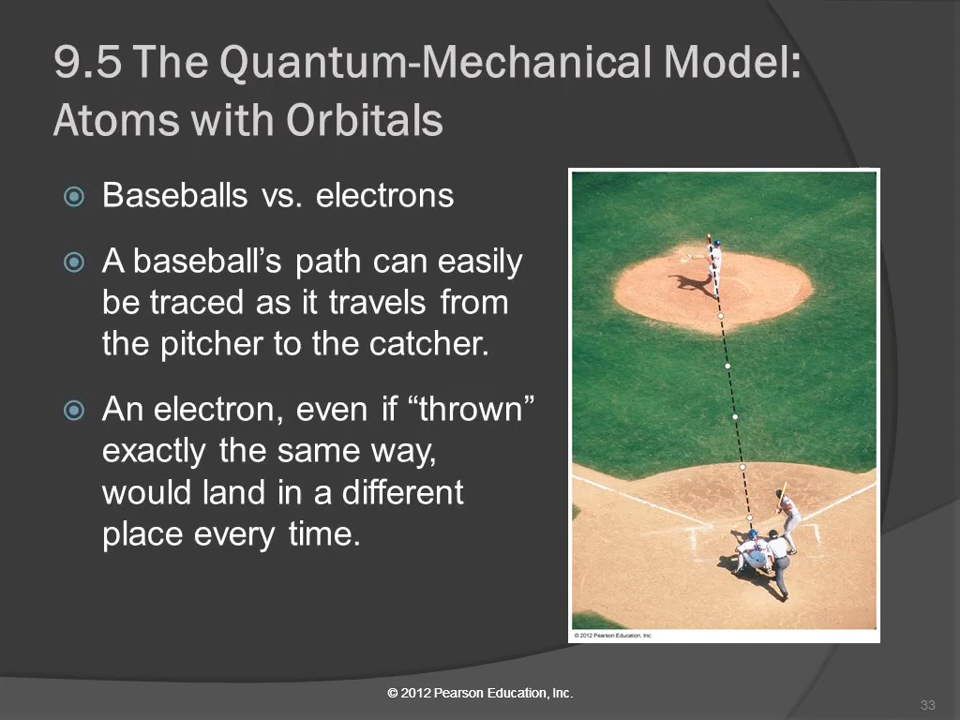 9.5 The Quantum-Mechanical Model:
Atoms with Orbitals
Baseballs vs. electrons
A baseball’s path can easily
be traced as it travels from
the pitcher to the catcher.
An electron, even if “thrown”
exactly the same way,
would land in a different
place every time.
© 2012 Pearson Education, Inc.
© 2012 Pearson Education, Inc.
33